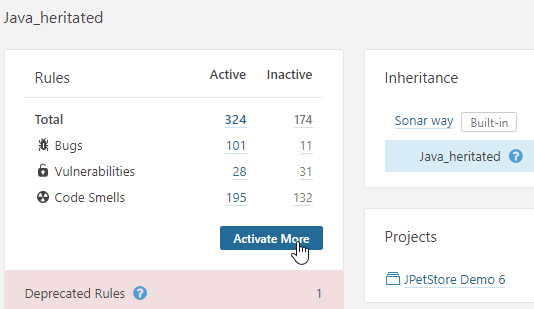 Java_heritated
Rules Active Inactive
Total 324 174
Bugs 101 11
Vulnerabilities 28 31
Code Smells 195 132
Activate More
Deprecated Rules ? 1
Inheritance
Sonar way Built-in
Java_heritated ?
Projects
JPetStore Demo 6